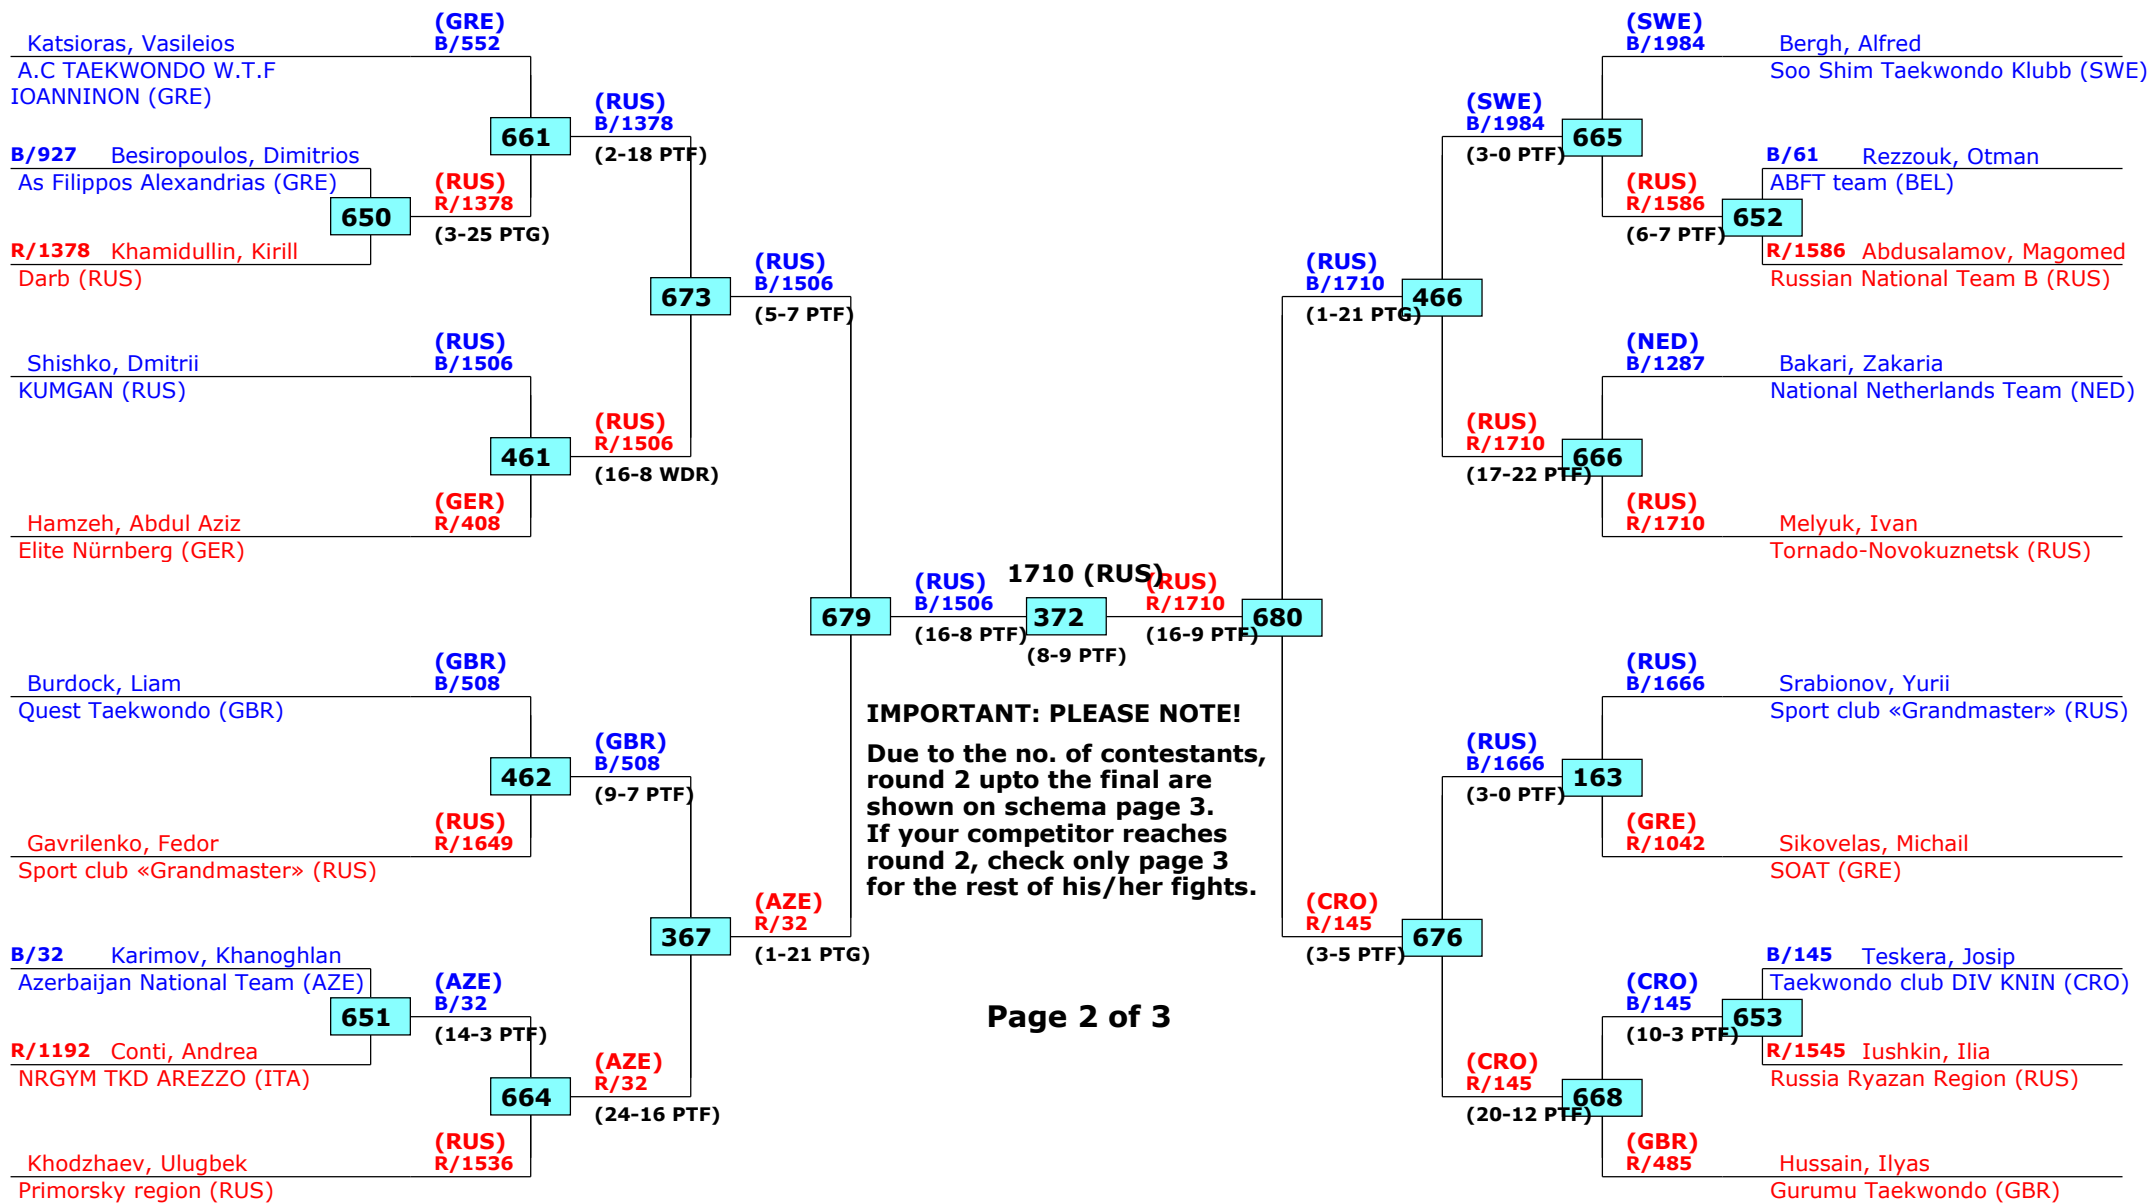 (GRE)
Katsioras, Vasileios B/552
A.C TAEKWONDO W.T.F
IOANNINON (GRE)
(RUS)
B/1378
661
(2-18 PTF)
B/927 Besiropoulos, Dimitrios
As Filippos Alexandrias (GRE)
(RUS)
R/1378
650
(3-25 PTG)
R/1378 Khamidullin, Kirill
Darb (RUS)
(RUS)
B/1506
673
(5-7 PTF)
(RUS)
Shishko, Dmitrii B/1506
KUMGAN (RUS)
(RUS)
R/1506
461
(16-8 WDR)
(GER)
Hamzeh, Abdul Aziz R/408
Elite Nürnberg (GER)
679
(RUS)
B/1506
(16-8 PTF)
1710 (RUS)
372
(8-9 PTF)
(RUS)
R/1710
(16-9 PTF)
680
(GBR)
Burdock, Liam B/508
Quest Taekwondo (GBR)
(GBR)
B/508
462
(9-7 PTF)
(RUS)
Gavrilenko, Fedor R/1649
Sport club «Grandmaster» (RUS)
(AZE)
R/32
367
(1-21 PTG)
B/32 Karimov, Khanoghlan
Azerbaijan National Team (AZE)
(AZE)
B/32
651
(14-3 PTF)
R/1192 Conti, Andrea
NRGYM TKD AREZZO (ITA)
(AZE)
R/32
664
(24-16 PTF)
(RUS)
Khodzhaev, Ulugbek R/1536
Primorsky region (RUS)
IMPORTANT: PLEASE NOTE!
Due to the no. of contestants,
round 2 upto the final are
shown on schema page 3.
If your competitor reaches
round 2, check only page 3
for the rest of his/her fights.
Page 2 of 3
(SWE)
B/1984 Bergh, Alfred
Soo Shim Taekwondo Klubb (SWE)
(SWE)
B/1984
665
(3-0 PTF)
B/61 Rezzouk, Otman
ABFT team (BEL)
(RUS)
R/1586
652
(6-7 PTF)
R/1586 Abdusalamov, Magomed
Russian National Team B (RUS)
(RUS)
B/1710
466
(1-21 PTG)
(NED)
B/1287 Bakari, Zakaria
National Netherlands Team (NED)
(RUS)
R/1710
666
(17-22 PTF)
(RUS)
R/1710 Melyuk, Ivan
Tornado-Novokuznetsk (RUS)
(RUS)
B/1666 Srabionov, Yurii
Sport club «Grandmaster» (RUS)
(RUS)
B/1666
163
(3-0 PTF)
(GRE)
R/1042 Sikovelas, Michail
SOAT (GRE)
(CRO)
R/145
676
(3-5 PTF)
B/145 Teskera, Josip
Taekwondo club DIV KNIN (CRO)
(CRO)
B/145
653
(10-3 PTF)
R/1545 Iushkin, Ilia
Russia Ryazan Region (RUS)
(CRO)
R/145
668
(20-12 PTF)
(GBR)
R/485 Hussain, Ilyas
Gurumu Taekwondo (GBR)